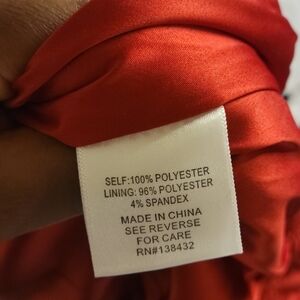 SELF:100% POLYESTER
LINING: 96% POLYESTER
4% SPANDEX
MADE IN CHINA
SEE REVERSE
FOR CARE
RN#138432